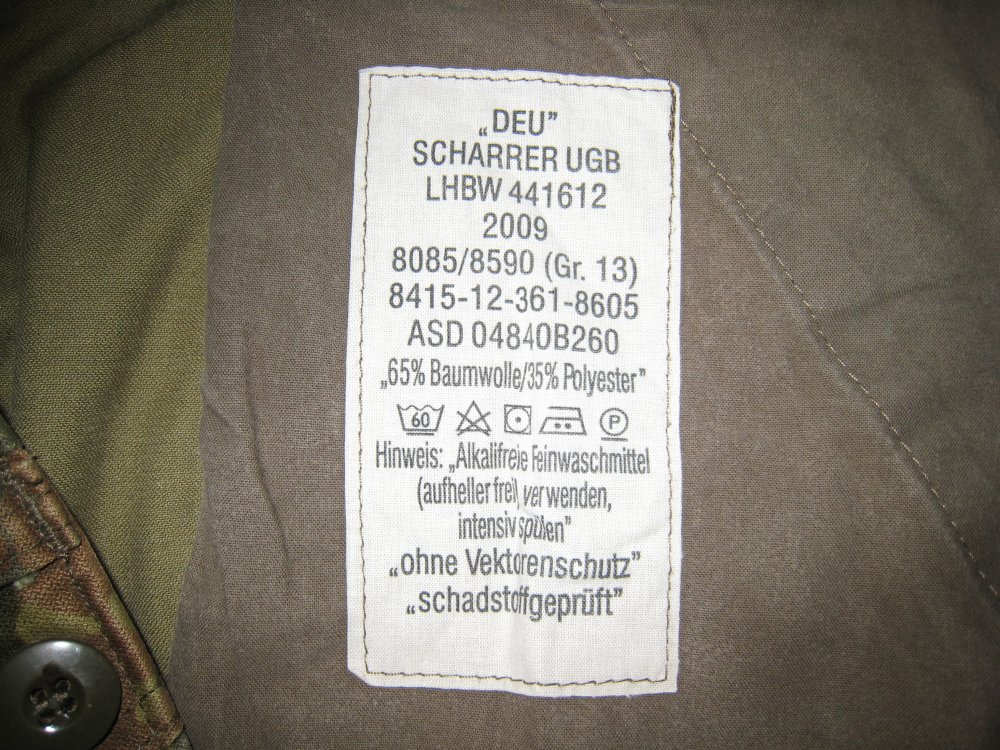 „DEU”
SCHARRER UGB
LHBW 441612
2009
8085/8590 (Gr. 13)
8415-12-361-8605
ASD 04840B260
„65% Baumwolle/35% Polyester”
60 P
Hinweis: „Alkalifreie Feinwaschmittel
(aufheller frei) verwenden,
intensiv spülen”
„ohne Vektorenschutz”
„schadstoffgeprüft”